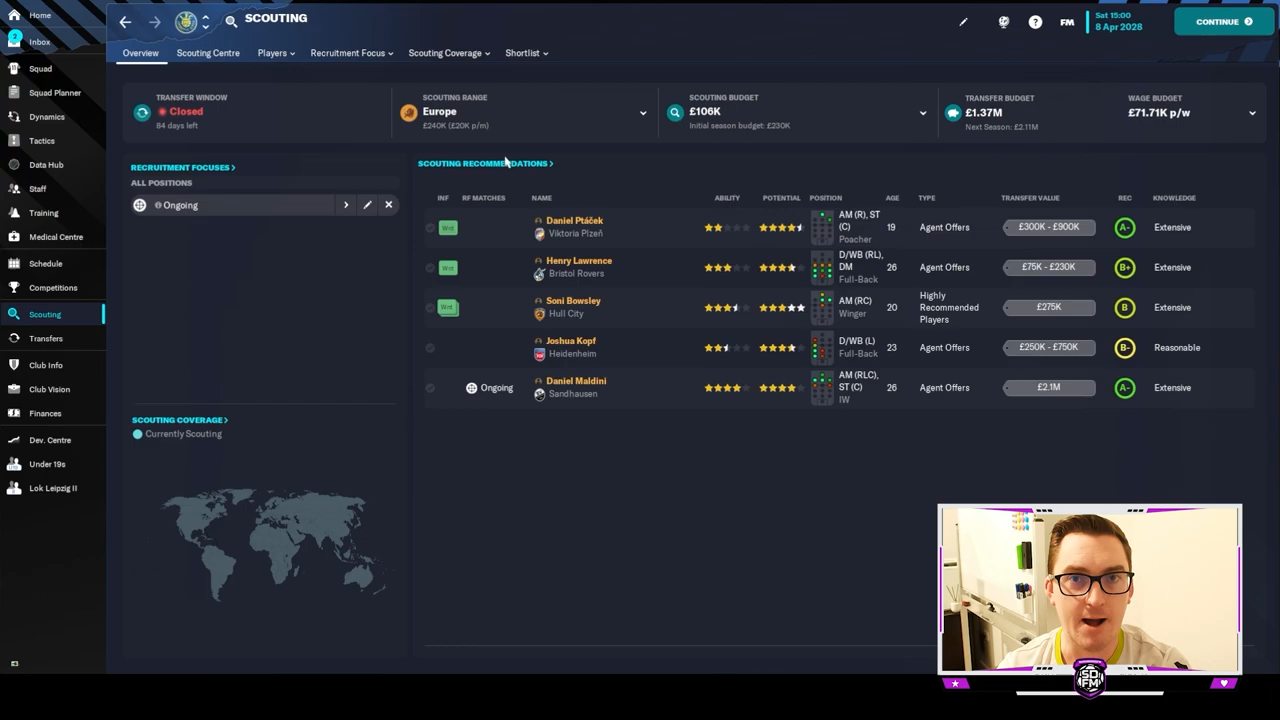 Home
2
Inbox
Squad
Squad Planner
Dynamics
Tactics
Data Hub
Staff
Training
Medical Centre
Schedule
Competitions
Scouting
Transfers
Club Info
Club Vision
Finances
Dev. Centre
Under 19s
Lok Leipzig II
SCOUTING
FM
Sat 15:00
8 Apr 2028
CONTINUE
Overview
Scouting Centre
Players
Recruitment Focus
Scouting Coverage
Shortlist
TRANSFER WINDOW
Closed
84 days left
SCOUTING RANGE
Europe
£240K (£20K p/m)
SCOUTING BUDGET
£106K
Initial season budget: £230K
TRANSFER BUDGET
£1.37M
Next Season: £2.11M
WAGE BUDGET
£71.71K p/w
RECRUITMENT FOCUSES >
ALL POSITIONS
Ongoing
SCOUTING COVERAGE >
Currently Scouting
SCOUTING RECOMMENDATIONS >
INF RF MATCHES NAME ABILITY POTENTIAL POSITION AGE TYPE TRANSFER VALUE REC KNOWLEDGE
Wnt Daniel Ptáček
Viktoria Plzeň
AM (R), ST
(C)
Poacher
19 Agent Offers £300K - £900K A- Extensive
Wnt Henry Lawrence
Bristol Rovers
D/WB (RL),
DM
Full-Back
26 Agent Offers £75K - £230K B+ Extensive
Wnt Soni Bowsley
Hull City
AM (RC)
Winger
20 Highly
Recommended
Players
£275K B Extensive
Joshua Kopf
Heidenheim
D/WB (L)
Full-Back
23 Agent Offers £250K - £750K B- Reasonable
Ongoing Daniel Maldini
Sandhausen
AM (RLC),
ST (C)
IW
26 Agent Offers £2.1M A- Extensive
SDFM